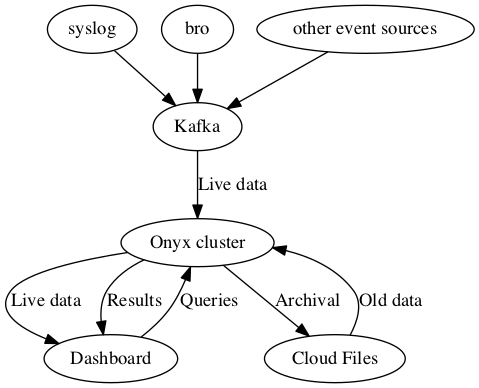 syslog
bro
other event sources
Kafka
Live data
Onyx cluster
Live data
Results
Queries
Archival
Old data
Dashboard
Cloud Files